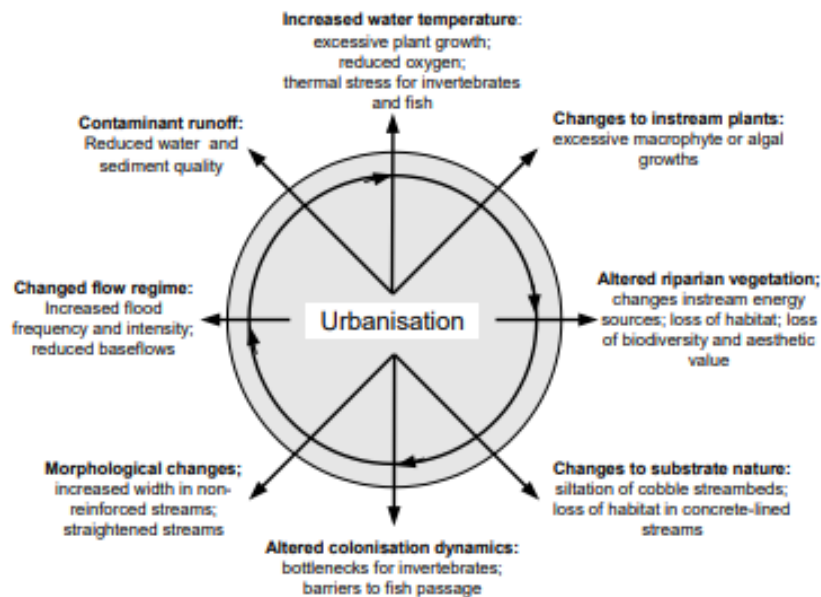 Increased water temperature:
excessive plant growth;
reduced oxygen;
thermal stress for invertebrates
and fish
Contaminant runoff:
Reduced water and
sediment quality
Changes to instream plants:
excessive macrophyte or algal
growths
Changed flow regime:
Increased flood
frequency and intensity;
reduced baseflows
Urbanisation
Altered riparian vegetation;
changes instream energy
sources; loss of habitat; loss
of biodiversity and aesthetic
value
Morphological changes;
increased width in non-
reinforced streams;
straightened streams
Altered colonisation dynamics:
bottlenecks for invertebrates;
barriers to fish passage
Changes to substrate nature:
siltation of cobble streambeds;
loss of habitat in concrete-lined
streams